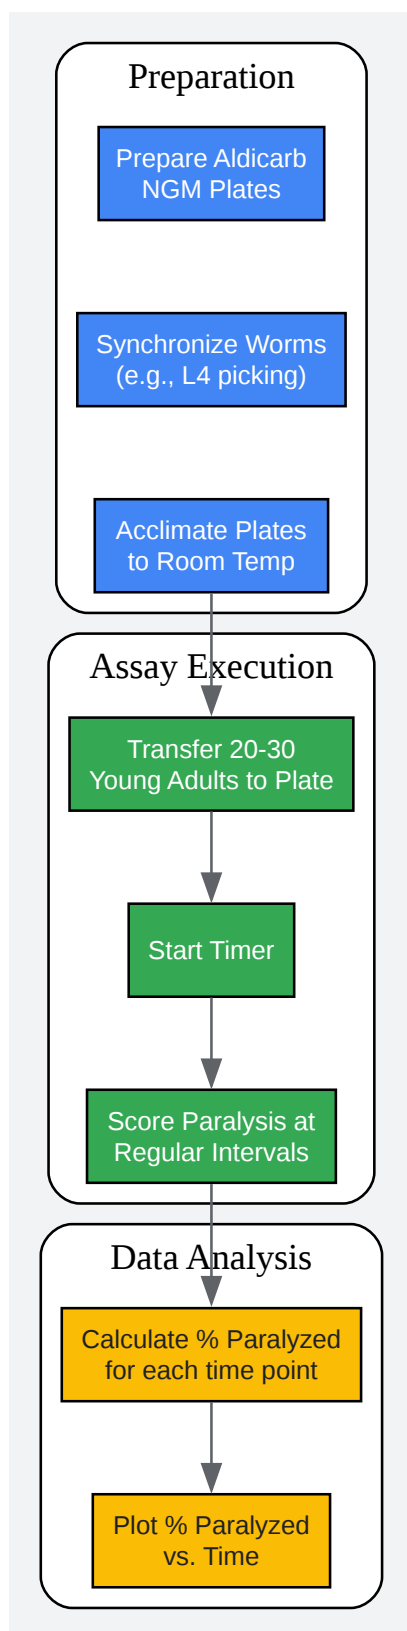 Preparation
Prepare Aldicarb
NGM Plates
Synchronize Worms
(e.g., L4 picking)
Acclimate Plates
to Room Temp
Assay Execution
Transfer 20-30
Young Adults to Plate
Start Timer
Score Paralysis at
Regular Intervals
Data Analysis
Calculate % Paralyzed
for each time point
Plot % Paralyzed
vs. Time